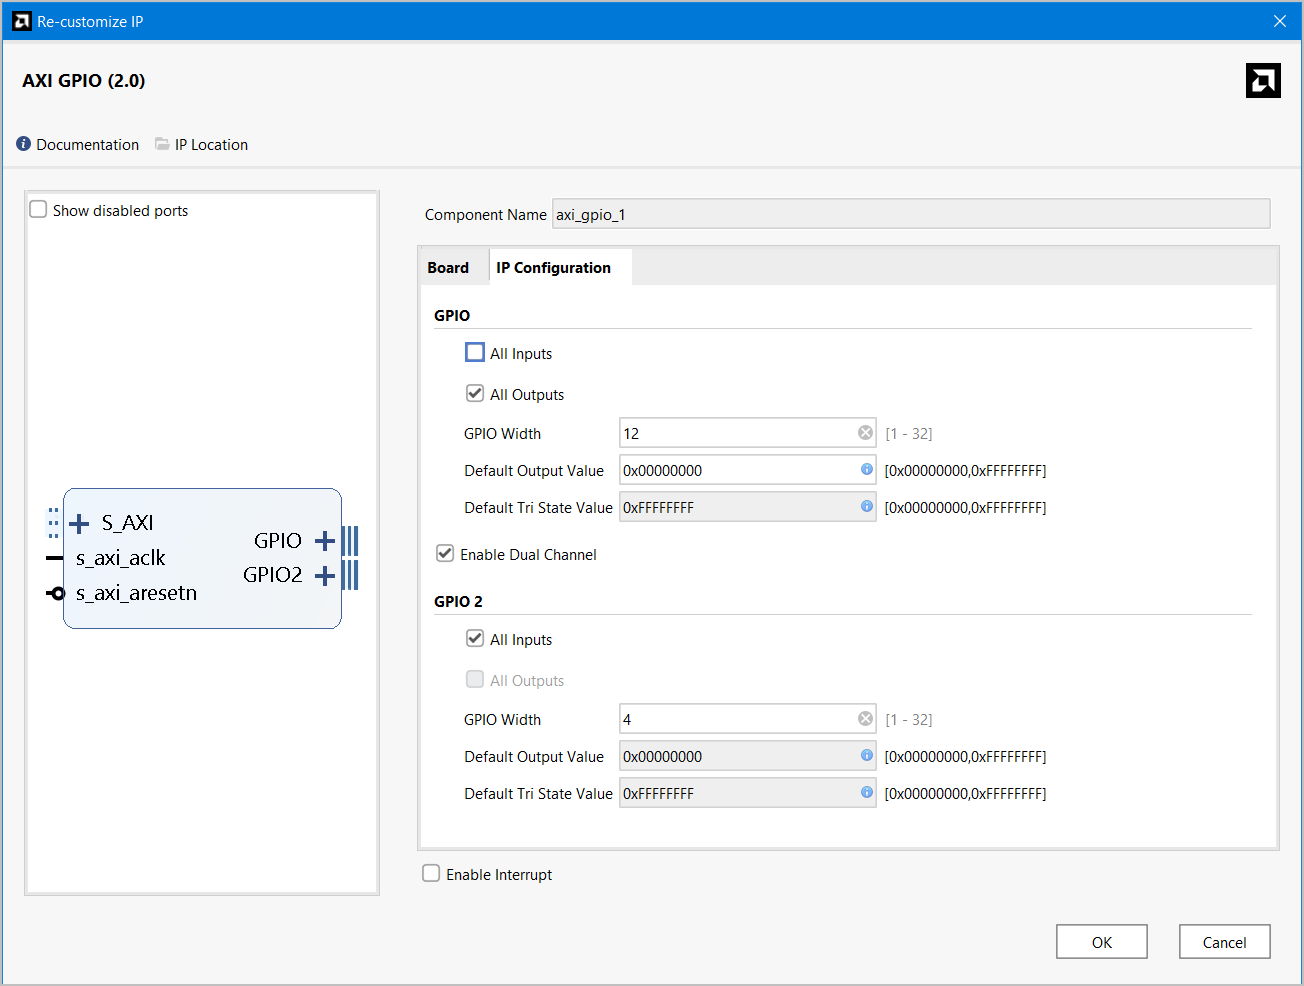 Re-customize IP
AXI GPIO (2.0)
Documentation
IP Location
Show disabled ports
S_AXI
s_axi_aclk
s_axi_aresetn
GPIO
GPIO2
Component Name axi_gpio_1
Board IP Configuration
GPIO
All Inputs
All Outputs
GPIO Width 12 [1 - 32]
Default Output Value 0x00000000 [0x00000000,0xFFFFFFFF]
Default Tri State Value 0xFFFFFFFF [0x00000000,0xFFFFFFFF]
Enable Dual Channel
GPIO 2
All Inputs
All Outputs
GPIO Width 4 [1 - 32]
Default Output Value 0x00000000 [0x00000000,0xFFFFFFFF]
Default Tri State Value 0xFFFFFFFF [0x00000000,0xFFFFFFFF]
Enable Interrupt
OK Cancel